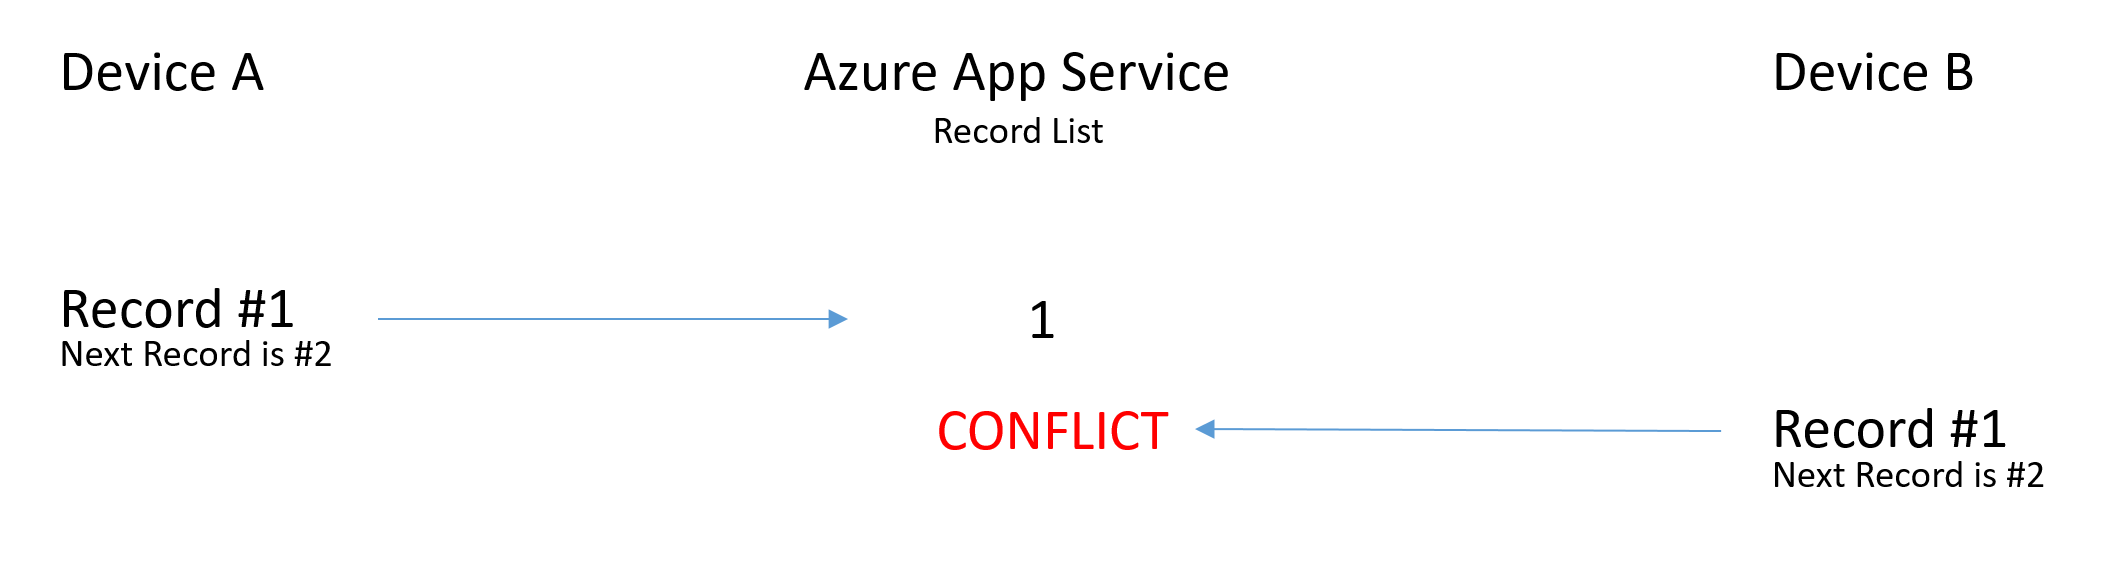 Device A
Azure App Service
Device B
Record List
Record #1
Next Record is #2
1
CONFLICT
Record #1
Next Record is #2